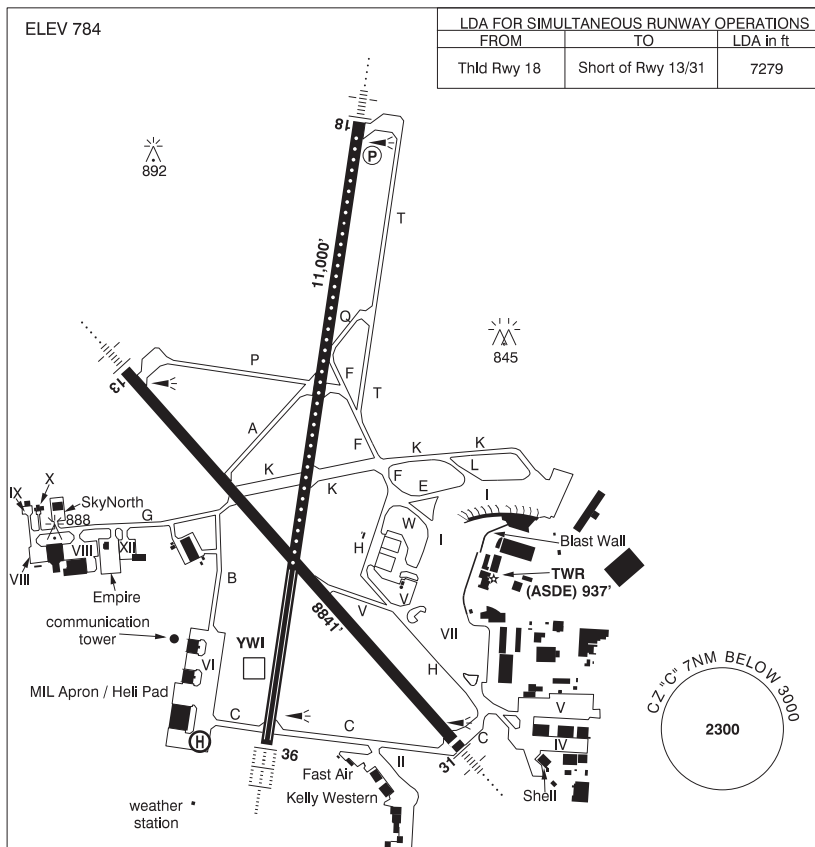 ELEV 784
LDA FOR SIMULTANEOUS RUNWAY OPERATIONS
FROM TO LDA in ft
Thld Rwy 18 Short of Rwy 13/31 7279
18
P
892
T
11,000'
Q
845
P
F
13
T
A
F
K K
K
L
F
E
K
I
IX
X
SkyNorth
888
G
W
I
Blast Wall
H
VIII
VIII
XII
TWR
(ASDE) 937'
Empire
B
V
V
communication
tower
8841'
VII
YWI
VI
MIL Apron / Heli Pad
H
CZ "C" 7NM BELOW 3000
2300
V
C
C
C
IV
H
36
II
31
Fast Air
Kelly Western
Shell
weather
station